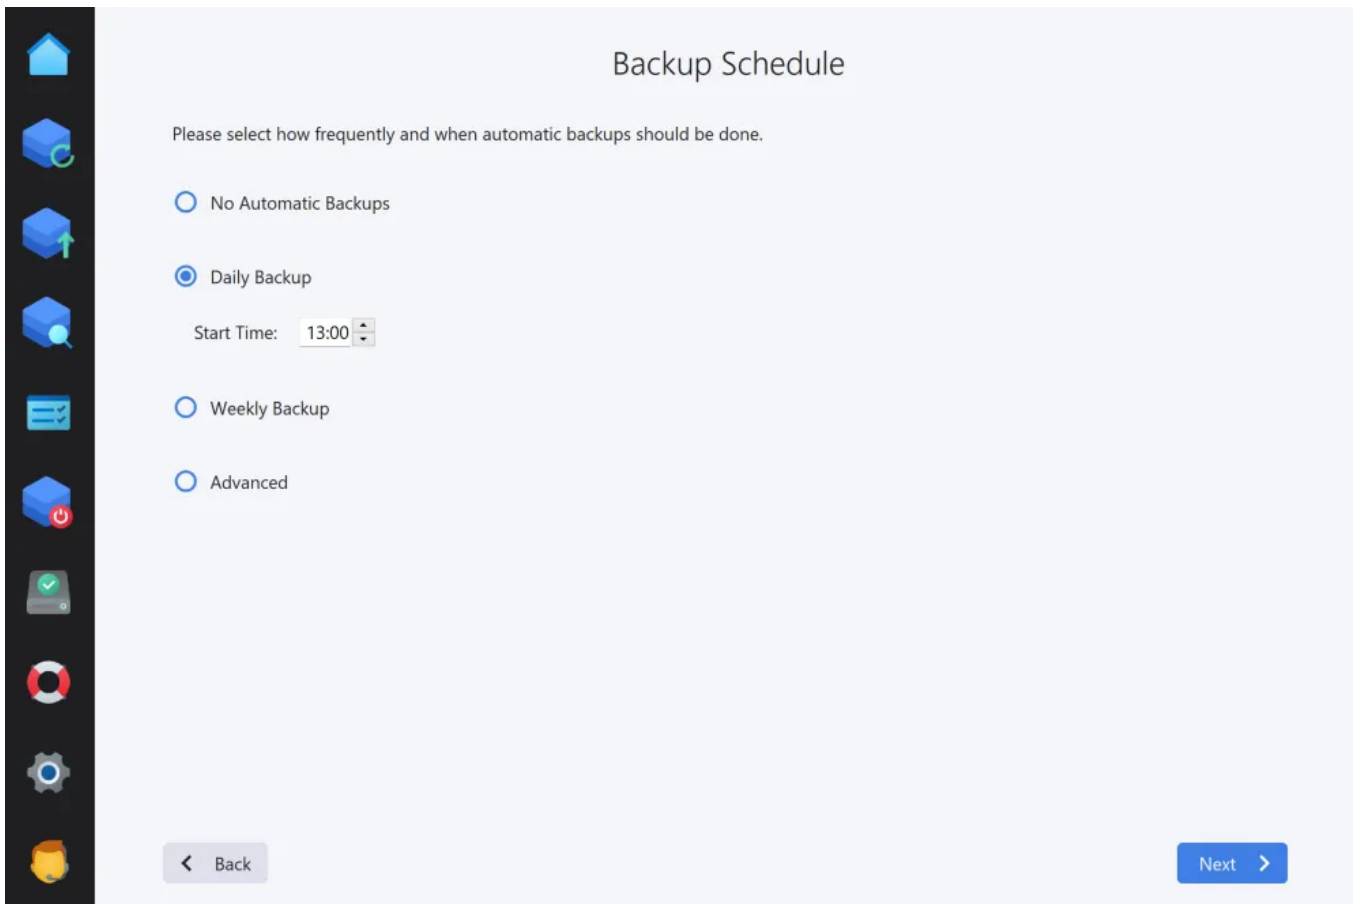 Backup Schedule
Please select how frequently and when automatic backups should be done.
No Automatic Backups
Daily Backup
Start Time: 13:00
Weekly Backup
Advanced
Back
Next